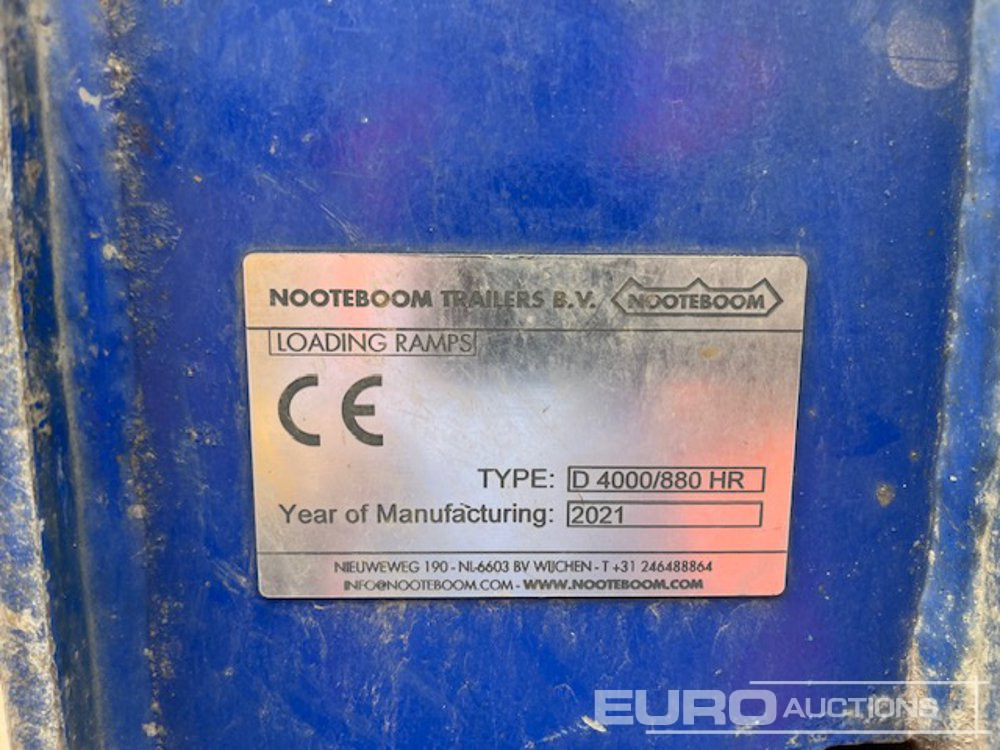 NOOTEBOOM TRAILERS B.V. NOOTEBOOM
LOADING RAMPS
CE
TYPE: D 4000/880 HR
Year of Manufacturing: 2021
NIEUWEWEG 190 - NL-6603 BV WIJCHEN - T +31 246488864
INFO@NOOTEBOOM.COM - WWW.NOOTEBOOM.COM
EURO AUCTIONS